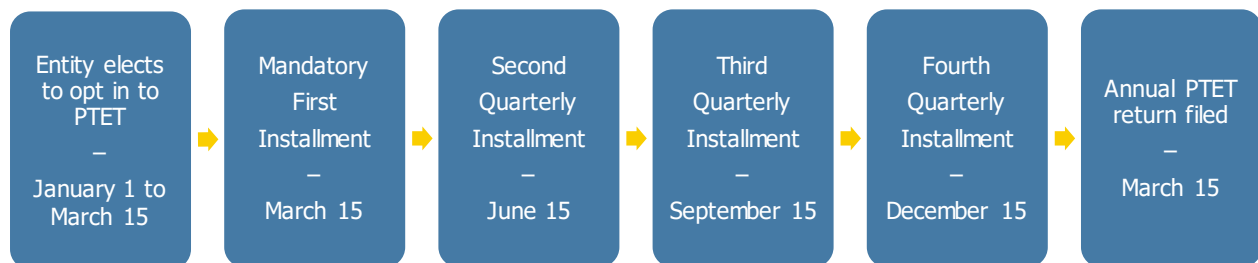 Entity elects
to opt in to
PTET
–
January 1 to
March 15
Mandatory
First
Installment
–
March 15
Second
Quarterly
Installment
–
June 15
Third
Quarterly
Installment
–
September 15
Fourth
Quarterly
Installment
–
December 15
Annual PTET
return filed
–
March 15